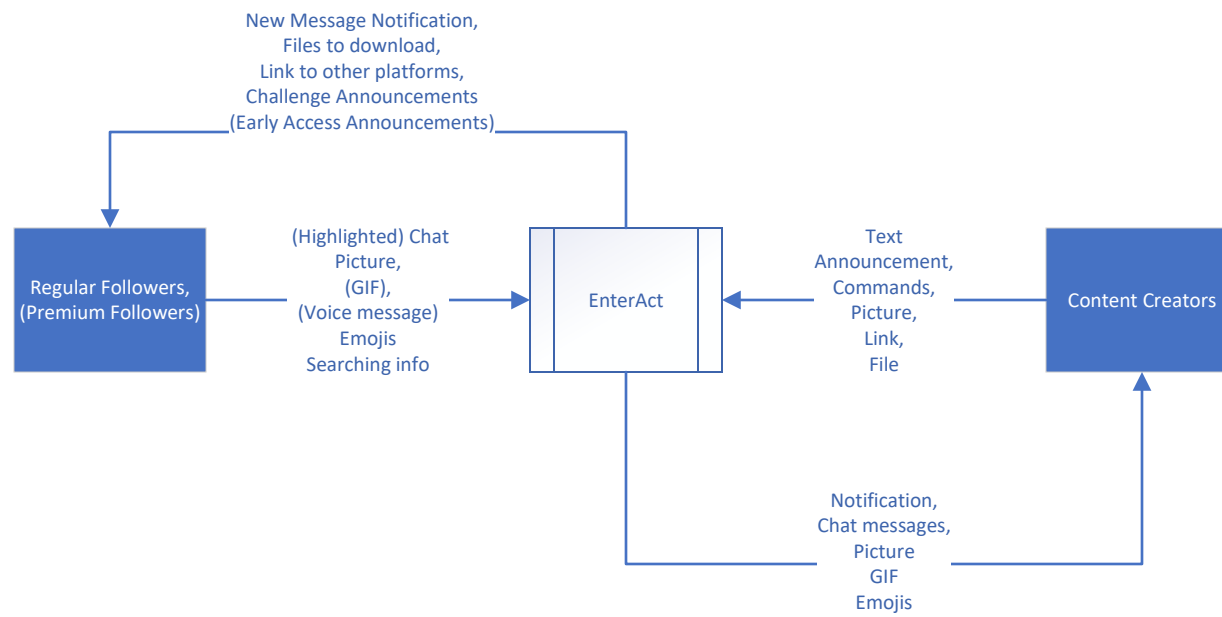 New Message Notification,
Files to download,
Link to other platforms,
Challenge Announcements
(Early Access Announcements)
Regular Followers,
(Premium Followers)
(Highlighted) Chat
Picture,
(GIF),
(Voice message)
Emojis
Searching info
EnterAct
Text
Announcement,
Commands,
Picture,
Link,
File
Content Creators
Notification,
Chat messages,
Picture
GIF
Emojis